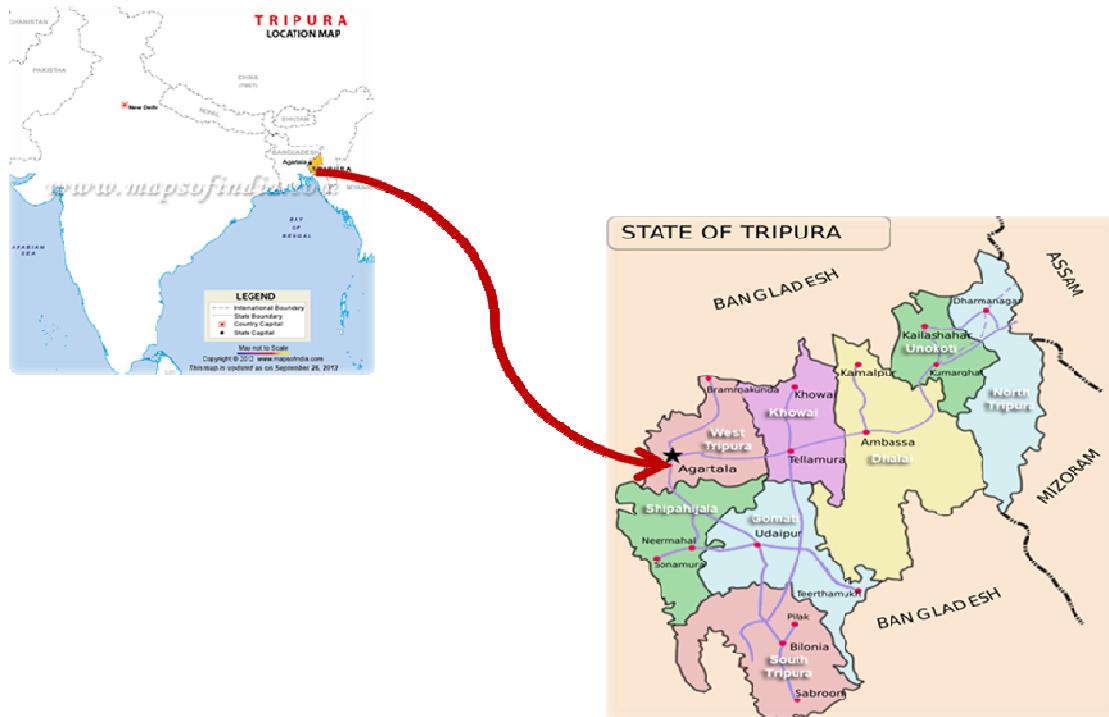 TRIPURA
LOCATION MAP
PAKISTAN
CHINA
New Delhi
NEPAL
BHUTAN
BANGLADESH
Agartala
TRIPURA
www.mapsofindia.com
BAY
OF
BENGAL
ARABIAN
SEA
LEGEND
International Boundary
State Boundary
Country Capital
State Capital
Map not to Scale
Copyright © 2012 www.mapsofindia.com
This map is updated as on September 26, 2012
STATE OF TRIPURA
BANGLADESH
ASSAM
Dharmanagar
Kailashahar
Unokoti
Kumarghat
Kamalpur
North
Tripura
Brammakunda
Khowai
Khowai
West
Tripura
Ambassa
Dhalai
Tellamura
Agartala
MIZORAM
Shipahijala
Gomati
Udaipur
Neermahal
Sonamura
Teerthamukh
BANGLADESH
Pilak
Bilonia
South
Tripura
Sabroom